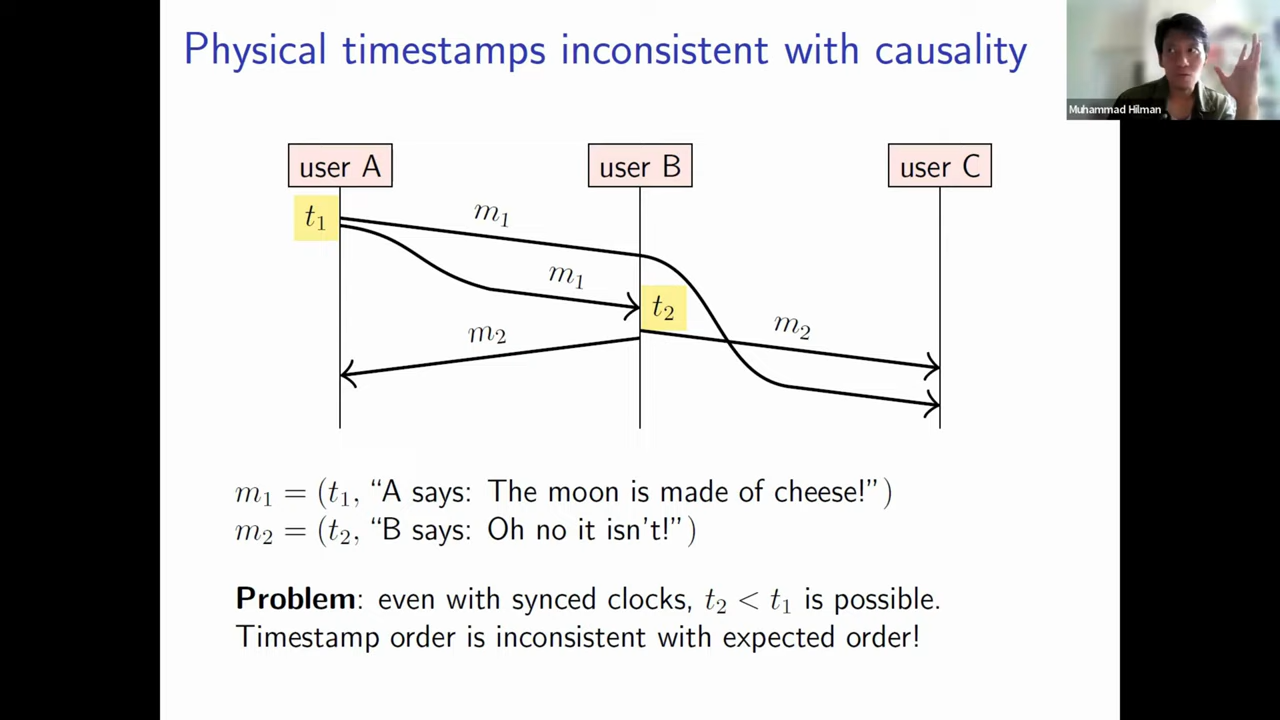 Physical timestamps inconsistent with causality
Muhammad Hilman
user A
user B
user C
t₁
m₁
m₁
t₂
m₂
m₂
m₁ = (t₁, “A says: The moon is made of cheese!”)
m₂ = (t₂, “B says: Oh no it isn't!”)
Problem: even with synced clocks, t₂ < t₁ is possible.
Timestamp order is inconsistent with expected order!